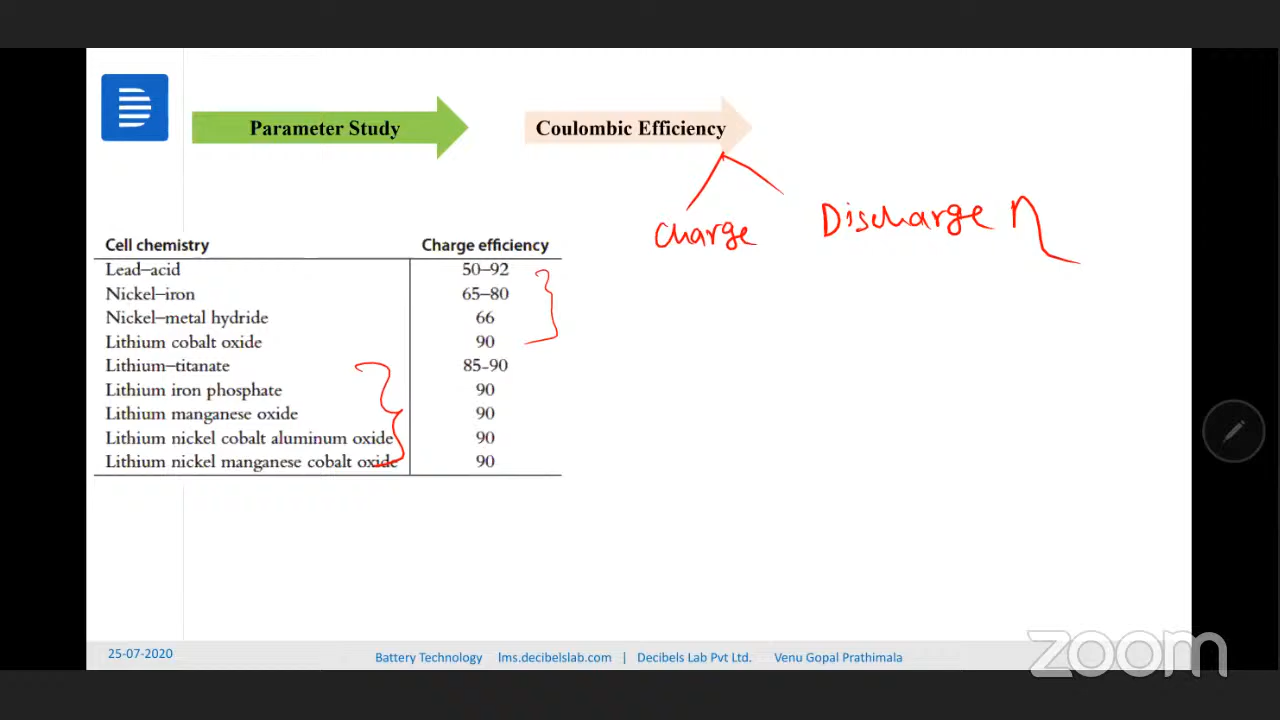 Parameter Study
Coulombic Efficiency
Charge
Discharge η
Cell chemistry Charge efficiency
Lead–acid 50–92
Nickel–iron 65–80
Nickel–metal hydride 66
Lithium cobalt oxide 90
Lithium–titanate 85-90
Lithium iron phosphate 90
Lithium manganese oxide 90
Lithium nickel cobalt aluminum oxide 90
Lithium nickel manganese cobalt oxide 90
25-07-2020
Battery Technology lms.decibelslab.com | Decibels Lab Pvt Ltd. Venu Gopal Prathimala
zoom